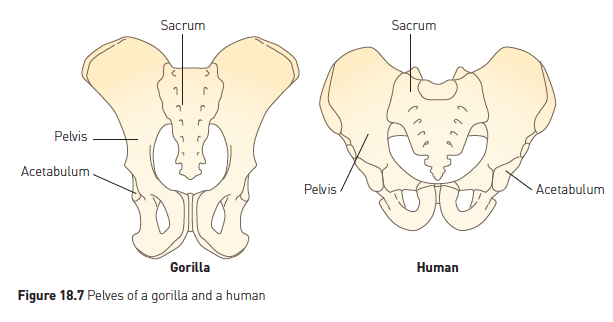 Sacrum
Sacrum
Pelvis
Acetabulum
Pelvis
Acetabulum
Gorilla
Human
Figure 18.7 Pelves of a gorilla and a human